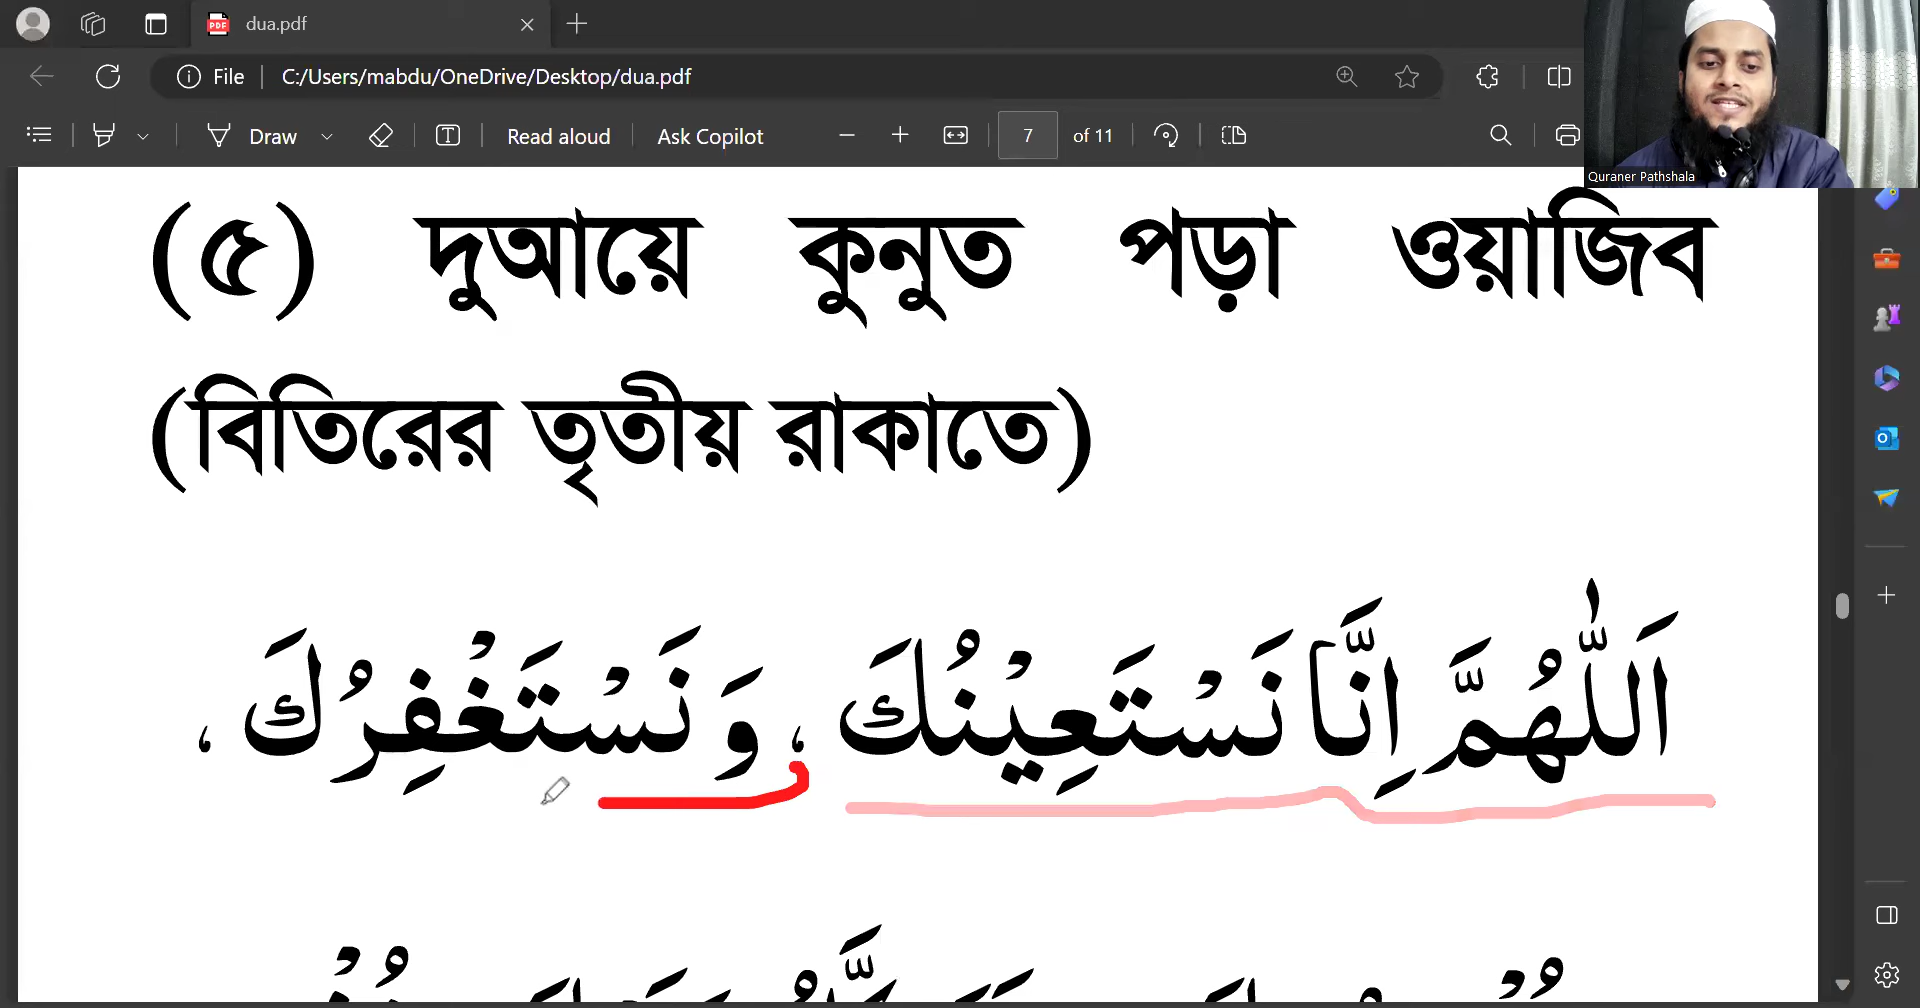 dua.pdf
File C:/Users/mabdu/OneDrive/Desktop/dua.pdf
Draw Read aloud Ask Copilot 7 of 11
Quraner Pathshala
(৫) দুআয়ে কুনুত পড়া ওয়াজিব
(বিতিরের তৃতীয় রাকাতে)
اَللّٰهُمَّ اِنَّا نَسْتَعِيْنُكَ ، وَ نَسْتَغْفِرُكَ ،